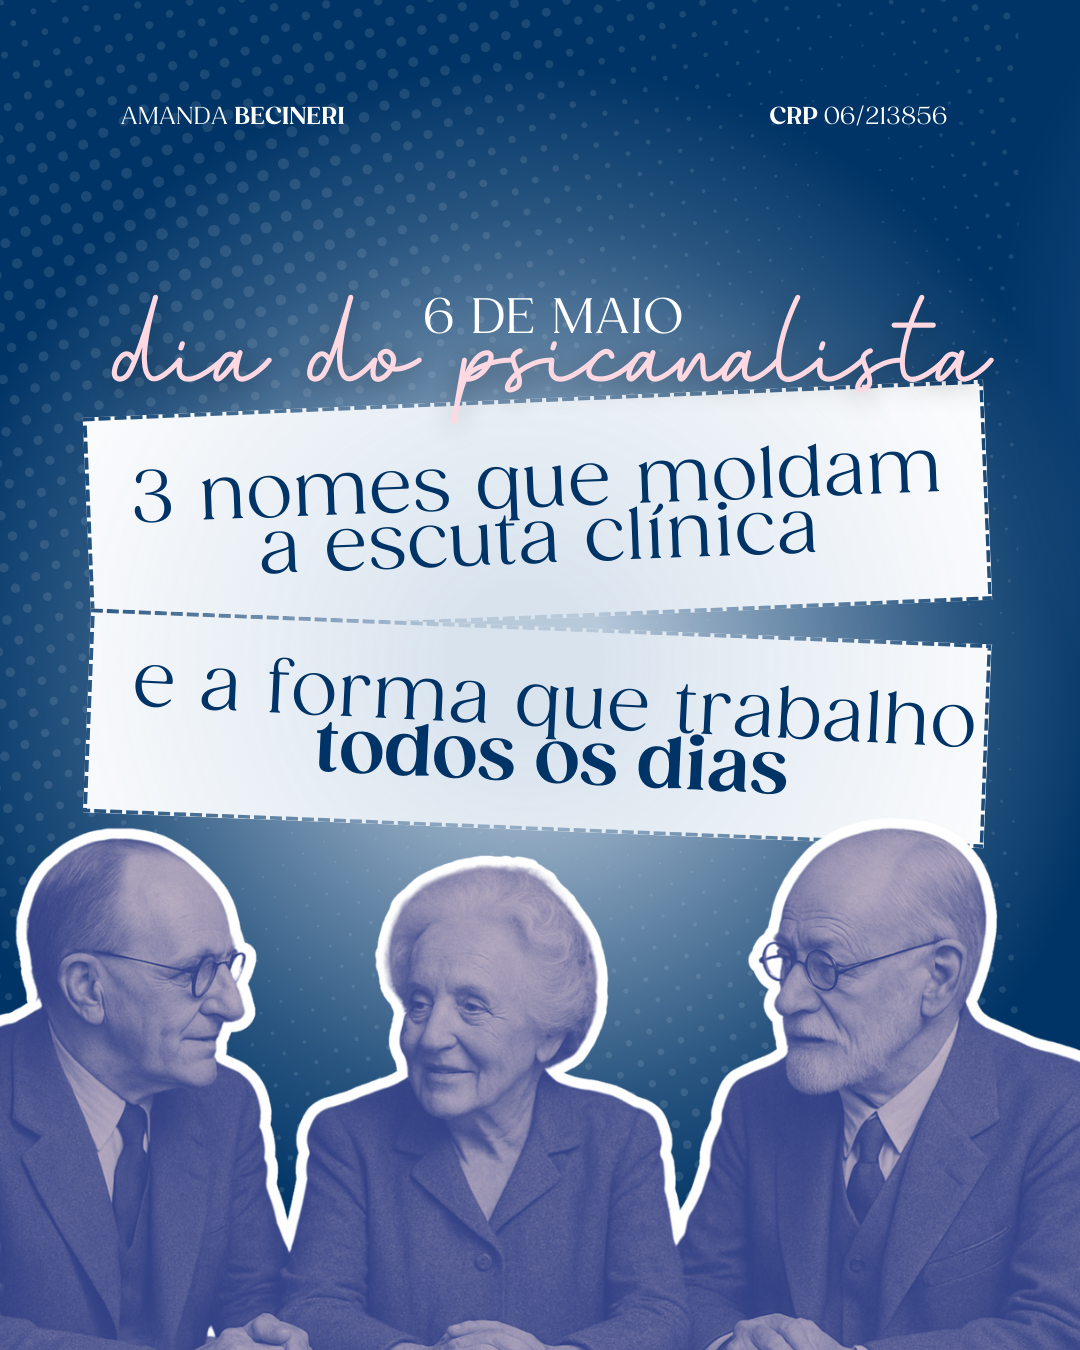 AMANDA BECINERI
CRP 06/213856
6 DE MAIO
dia do psicanalista
3 nomes que moldam
a escuta clínica
e a forma que trabalho
todos os dias